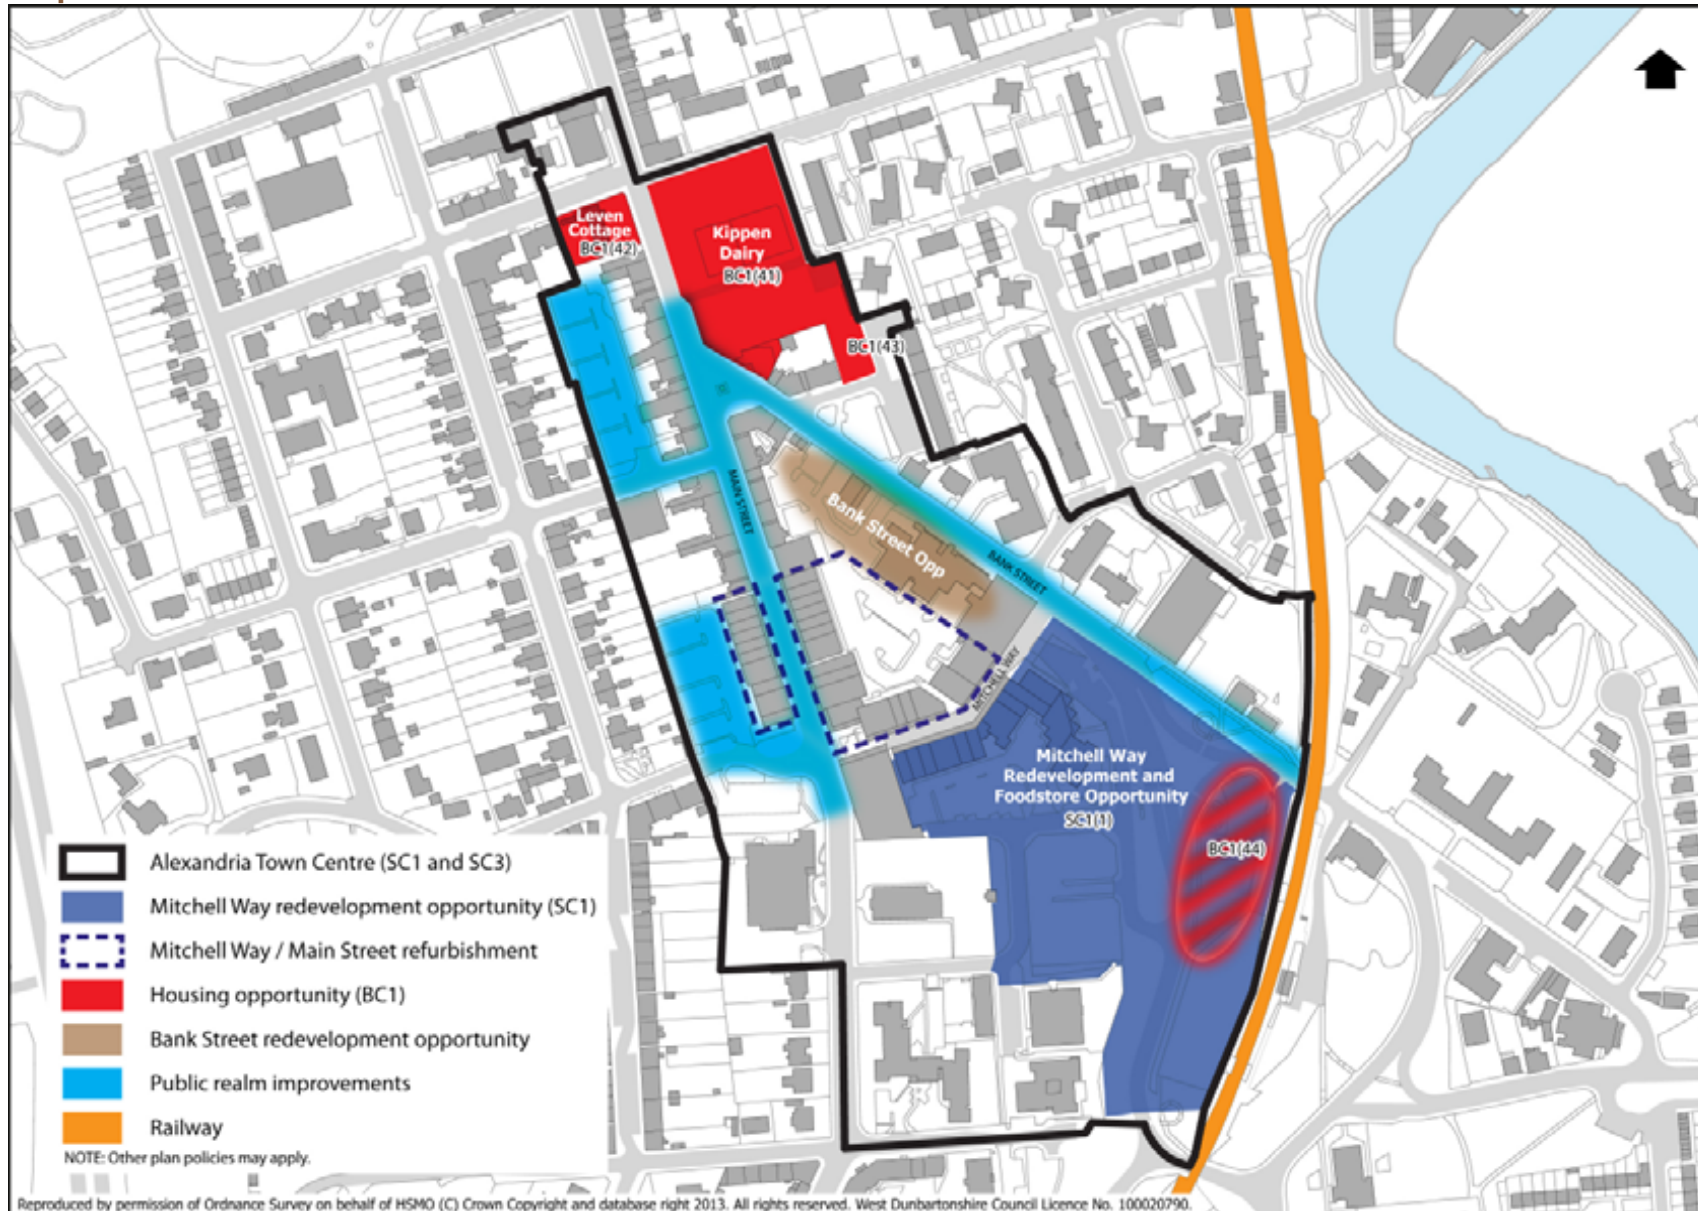 Leven
Cottage
BC1(42)
Kippen
Dairy
BC1(41)
BC1(43)
MAIN STREET
Bank Street Opp
BANK STREET
MITCHELL WAY
Mitchell Way
Redevelopment and
Foodstore Opportunity
SC1(1)
BC1(44)
Alexandria Town Centre (SC1 and SC3)
Mitchell Way redevelopment opportunity (SC1)
Mitchell Way / Main Street refurbishment
Housing opportunity (BC1)
Bank Street redevelopment opportunity
Public realm improvements
Railway
NOTE: Other plan policies may apply.
Reproduced by permission of Ordnance Survey on behalf of HSMO (C) Crown Copyright and database right 2013. All rights reserved. West Dunbartonshire Council Licence No. 100020790.